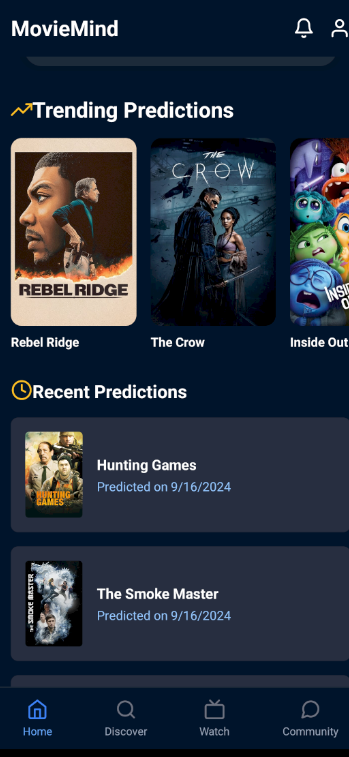 MovieMind
Trending Predictions
REBEL RIDGE
THE
CROW
INSIDE
Rebel Ridge
The Crow
Inside Out
Recent Predictions
HUNTING
GAMES
Hunting Games
Predicted on 9/16/2024
THE SMOKE MASTER
The Smoke Master
Predicted on 9/16/2024
Home
Discover
Watch
Community